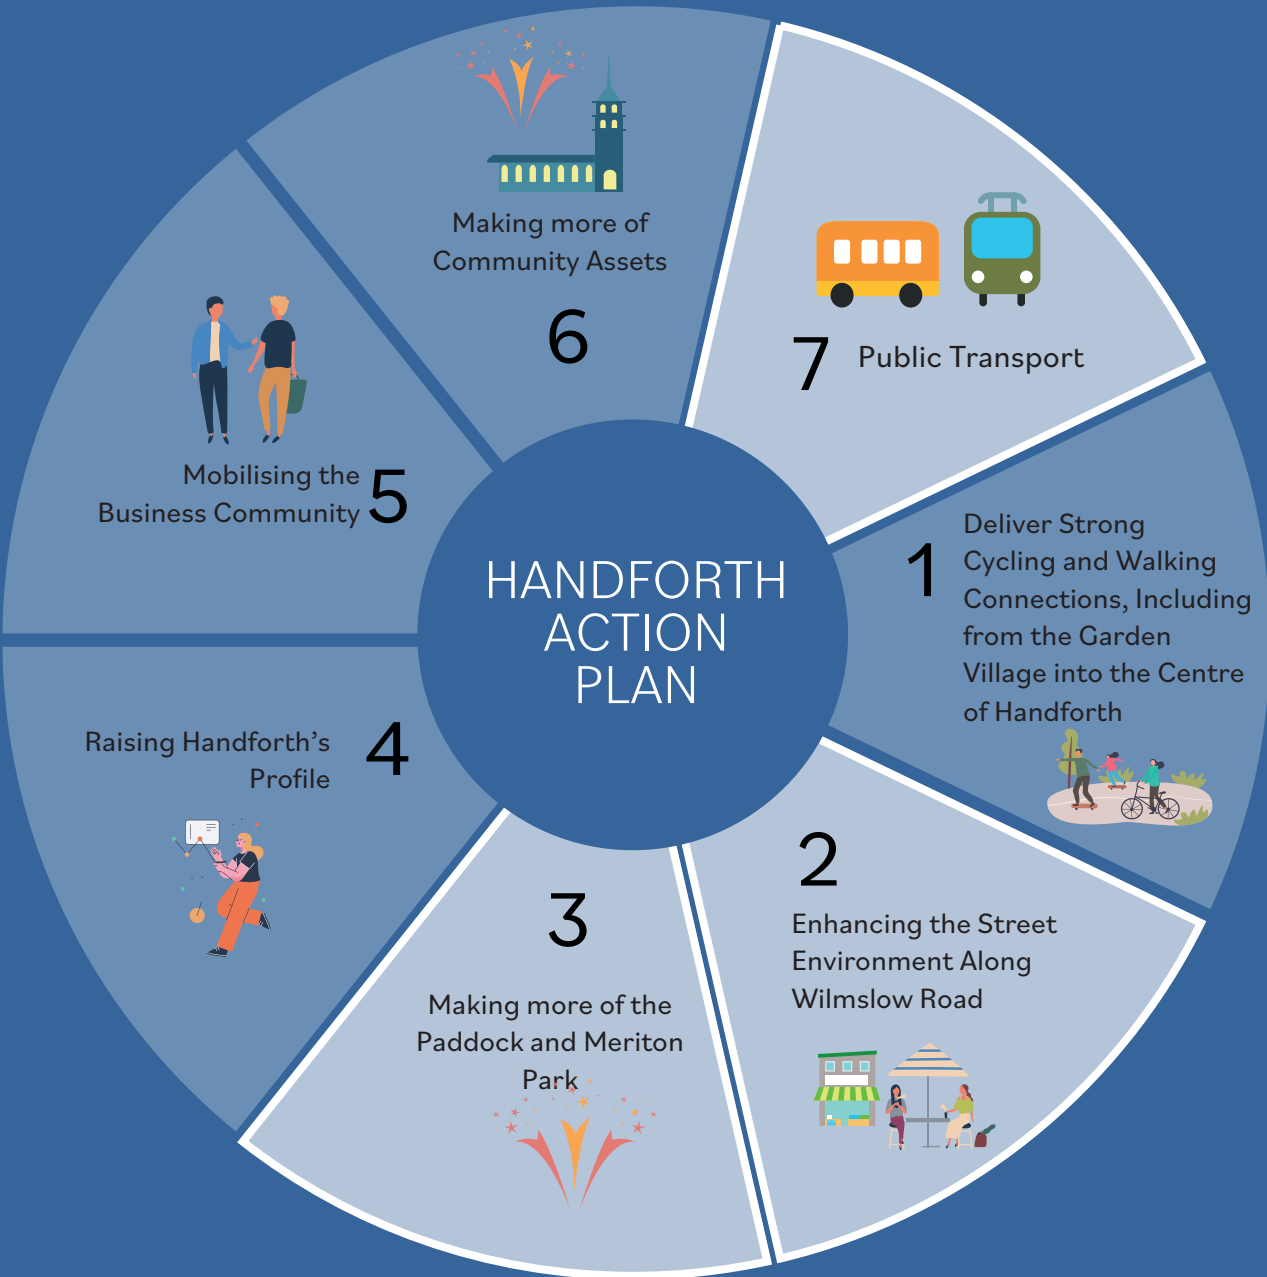 HANDFORTH
ACTION
PLAN
1
Deliver Strong
Cycling and Walking
Connections, Including
from the Garden
Village into the Centre
of Handforth
2
Enhancing the Street
Environment Along
Wilmslow Road
3
Making more of the
Paddock and Meriton
Park
4
Raising Handforth’s
Profile
5
Mobilising the
Business Community
6
Making more of
Community Assets
7
Public Transport